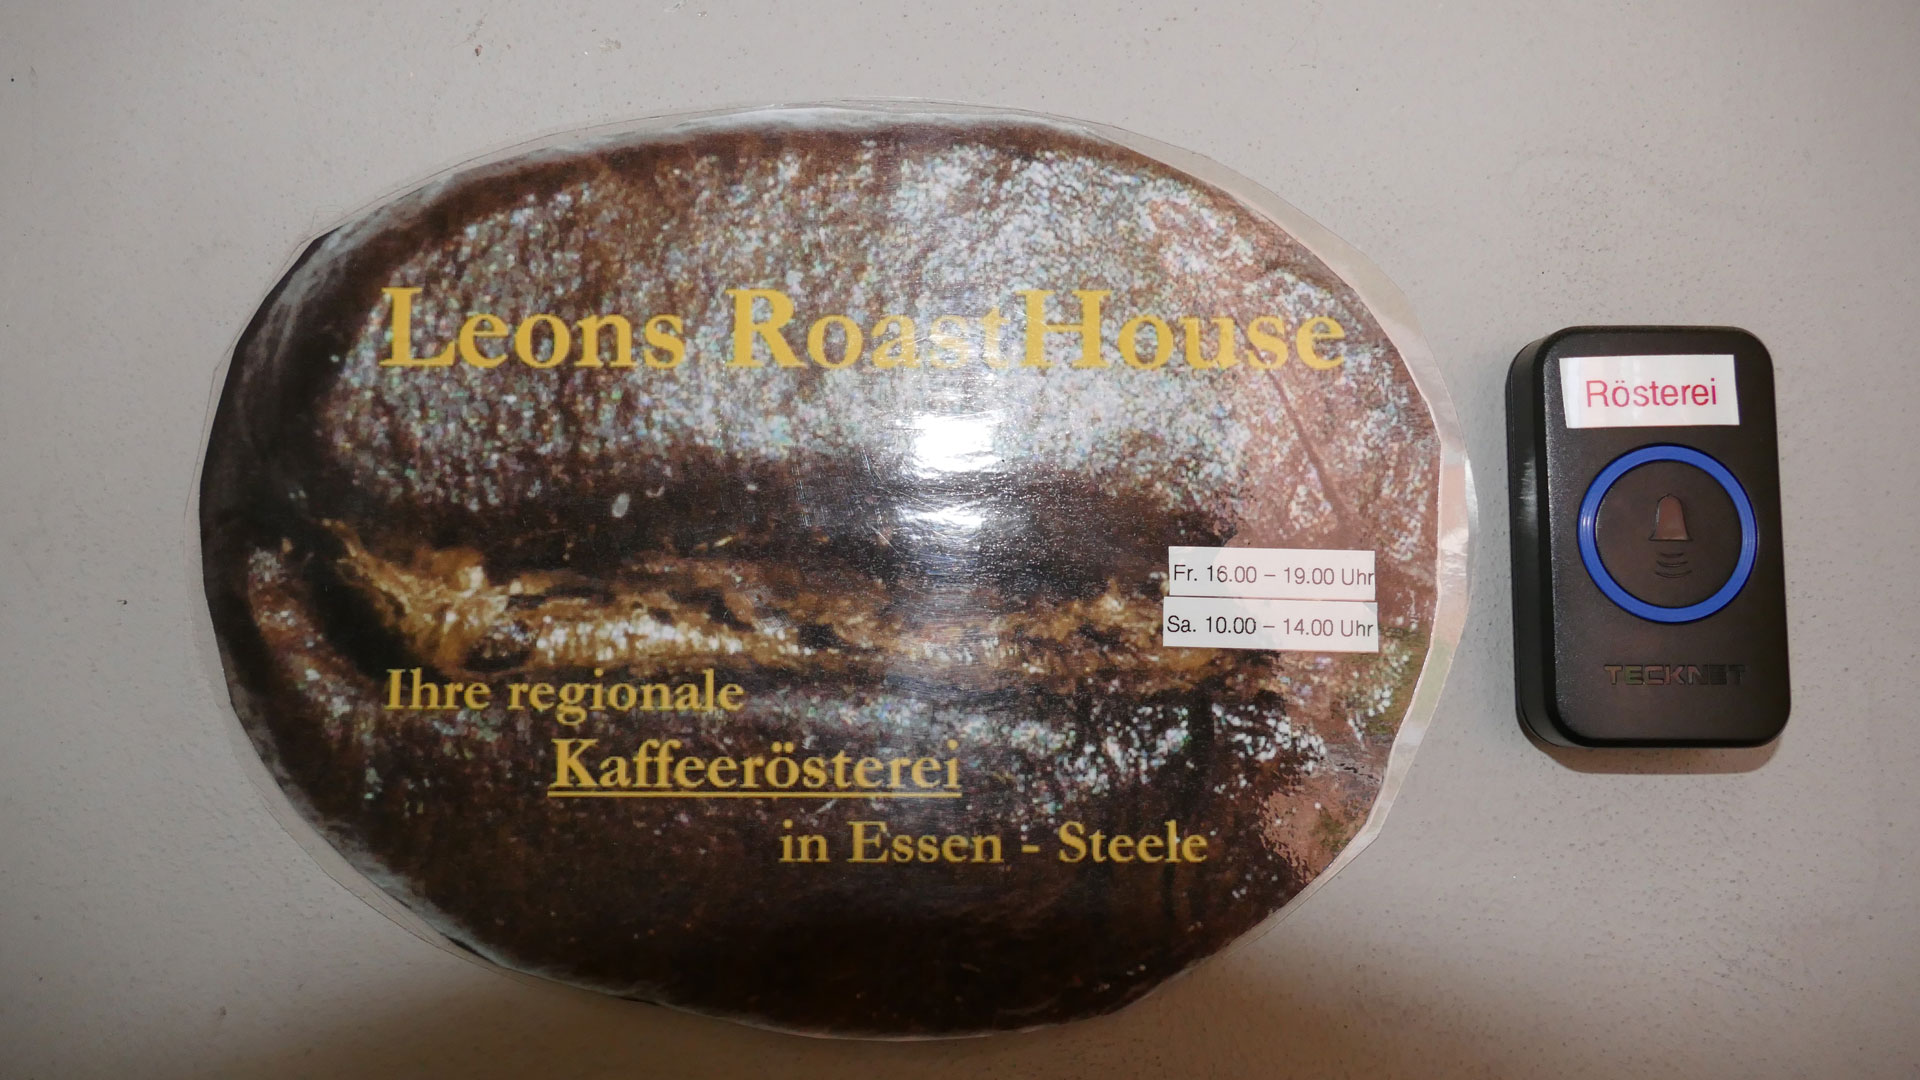 Leons RoastHouse
Fr. 16.00 – 19.00 Uhr
Sa. 10.00 – 14.00 Uhr
Ihre regionale
Kaffeerösterei
in Essen - Steele
Rösterei
TECKNET